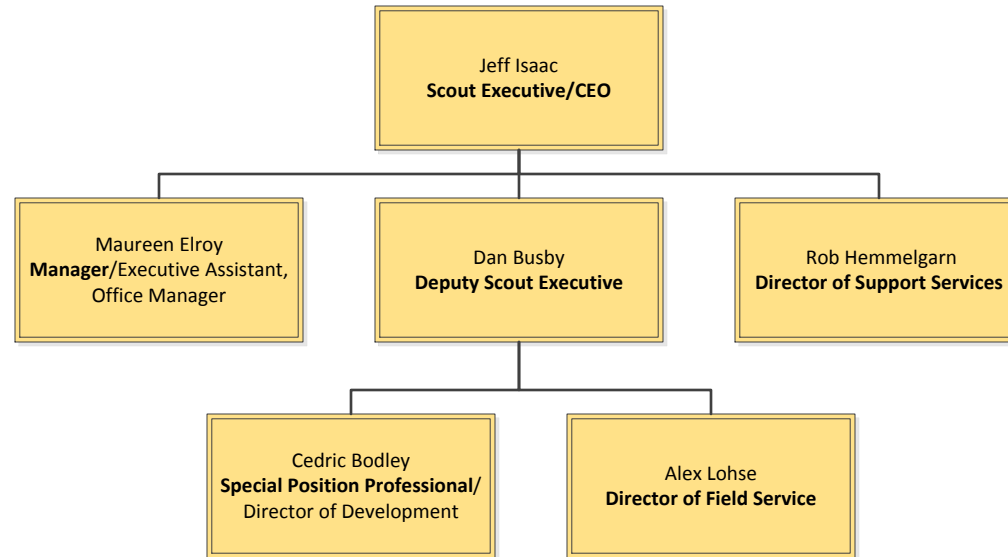 Jeff Isaac
Scout Executive/CEO
Maureen Elroy
Manager/Executive Assistant,
Office Manager
Dan Busby
Deputy Scout Executive
Rob Hemmelgarn
Director of Support Services
Cedric Bodley
Special Position Professional/
Director of Development
Alex Lohse
Director of Field Service